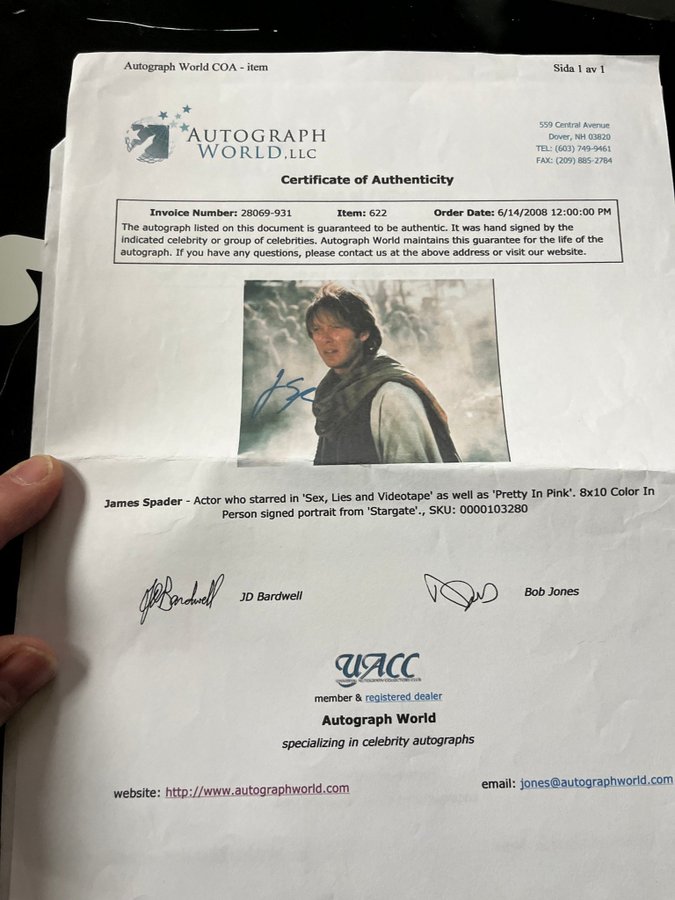 Autograph World COA - item
Sida 1 av 1
AUTOGRAPH
WORLD, LLC
559 Central Avenue
Dover, NH 03820
TEL: (603) 749-9461
FAX: (209) 885-2784
Certificate of Authenticity
Invoice Number: 28069-931 Item: 622 Order Date: 6/14/2008 12:00:00 PM
The autograph listed on this document is guaranteed to be authentic. It was hand signed by the
indicated celebrity or group of celebrities. Autograph World maintains this guarantee for the life of the
autograph. If you have any questions, please contact us at the above address or visit our website.
James Spader - Actor who starred in 'Sex, Lies and Videotape' as well as 'Pretty In Pink'. 8x10 Color In
Person signed portrait from 'Stargate'., SKU: 0000103280
JD Bardwell JD Bardwell
Bob Jones
UACC
member & registered dealer
Autograph World
specializing in celebrity autographs
website: http://www.autographworld.com
email: jones@autographworld.com